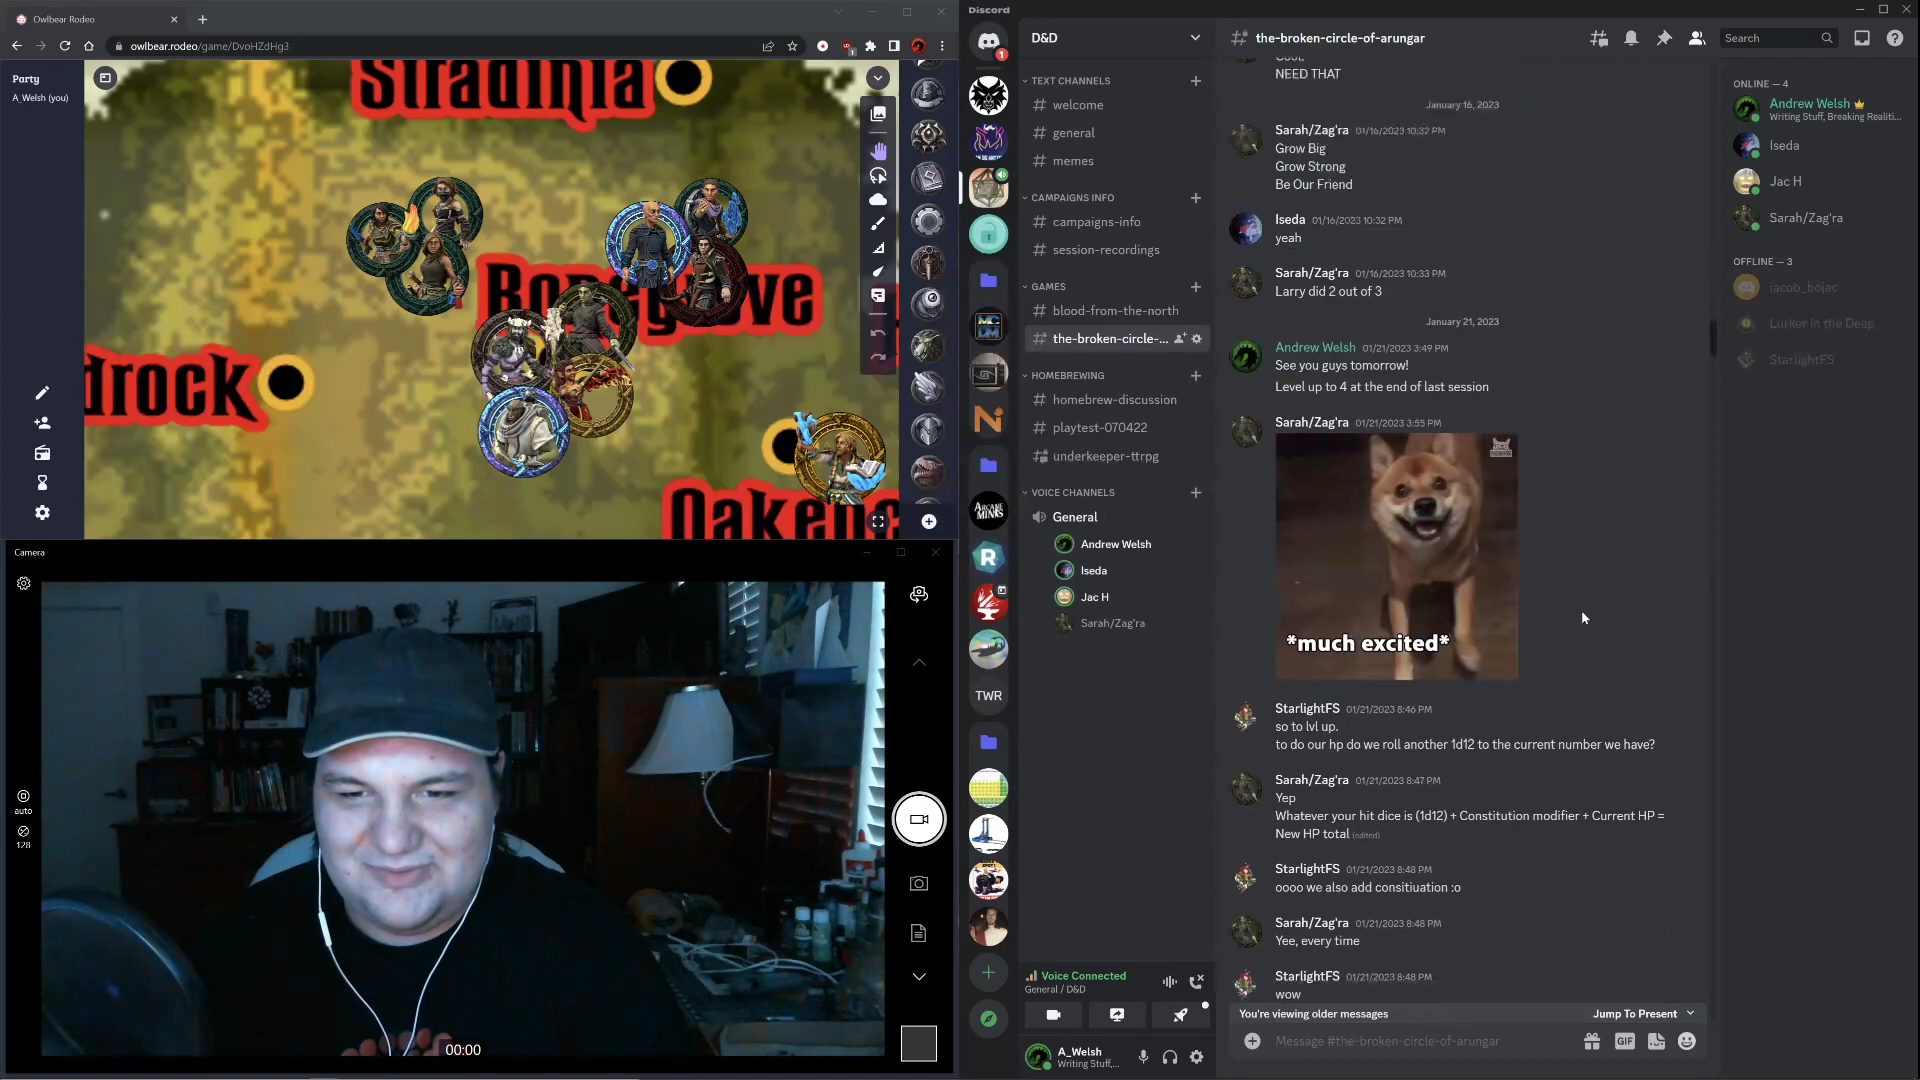 Owlbear Rodeo
owlbear.rodeo/game/DvoHZdHg3
Party
A_Welsh (you)
Stradinia
drock
Camera
auto
128
00:00
Discord
D&D
TEXT CHANNELS
welcome
general
memes
CAMPAIGNS INFO
campaigns-info
session-recordings
GAMES
blood-from-the-north
the-broken-circle-...
HOMEBREWING
homebrew-discussion
playtest-070422
underkeeper-ttrpg
VOICE CHANNELS
General
Andrew Welsh
Iseda
Jac H
Sarah/Zag'ra
Voice Connected
General / D&D
A_Welsh
Writing Stuff,...
TWR
ARCANE
MINIS
1
the-broken-circle-of-arungar
Search
NEED THAT
January 16, 2023
Sarah/Zag'ra 01/16/2023 10:32 PM
Grow Big
Grow Strong
Be Our Friend
Iseda 01/16/2023 10:32 PM
yeah
Sarah/Zag'ra 01/16/2023 10:33 PM
Larry did 2 out of 3
January 21, 2023
Andrew Welsh 01/21/2023 3:49 PM
See you guys tomorrow!
Level up to 4 at the end of last session
Sarah/Zag'ra 01/21/2023 3:55 PM
*much excited*
StarlightFS 01/21/2023 8:46 PM
so to lvl up.
to do our hp do we roll another 1d12 to the current number we have?
Sarah/Zag'ra 01/21/2023 8:47 PM
Yep
Whatever your hit dice is (1d12) + Constitution modifier + Current HP =
New HP total (edited)
StarlightFS 01/21/2023 8:48 PM
oooo we also add consitiuation :o
Sarah/Zag'ra 01/21/2023 8:48 PM
Yee, every time
StarlightFS 01/21/2023 8:48 PM
wow
You're viewing older messages Jump To Present
Message #the-broken-circle-of-arungar
GIF
ONLINE — 4
Andrew Welsh
Writing Stuff, Breaking Realiti...
Iseda
Jac H
Sarah/Zag'ra
OFFLINE — 3
jacob_bojac
Lurker In the Deep
StarlightFS